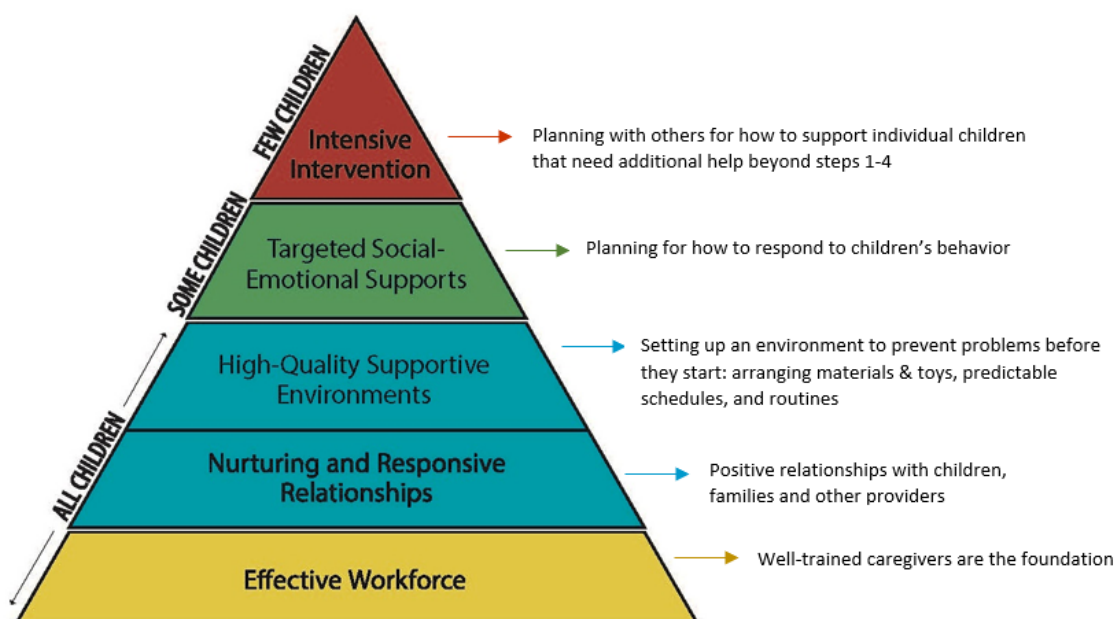 FEW CHILDREN
Intensive
Intervention
Planning with others for how to support individual children
that need additional help beyond steps 1-4
SOME CHILDREN
Targeted Social-
Emotional Supports
Planning for how to respond to children’s behavior
ALL CHILDREN
High-Quality Supportive
Environments
Setting up an environment to prevent problems before
they start: arranging materials & toys, predictable
schedules, and routines
Nurturing and Responsive
Relationships
Positive relationships with children,
families and other providers
Effective Workforce
Well-trained caregivers are the foundation